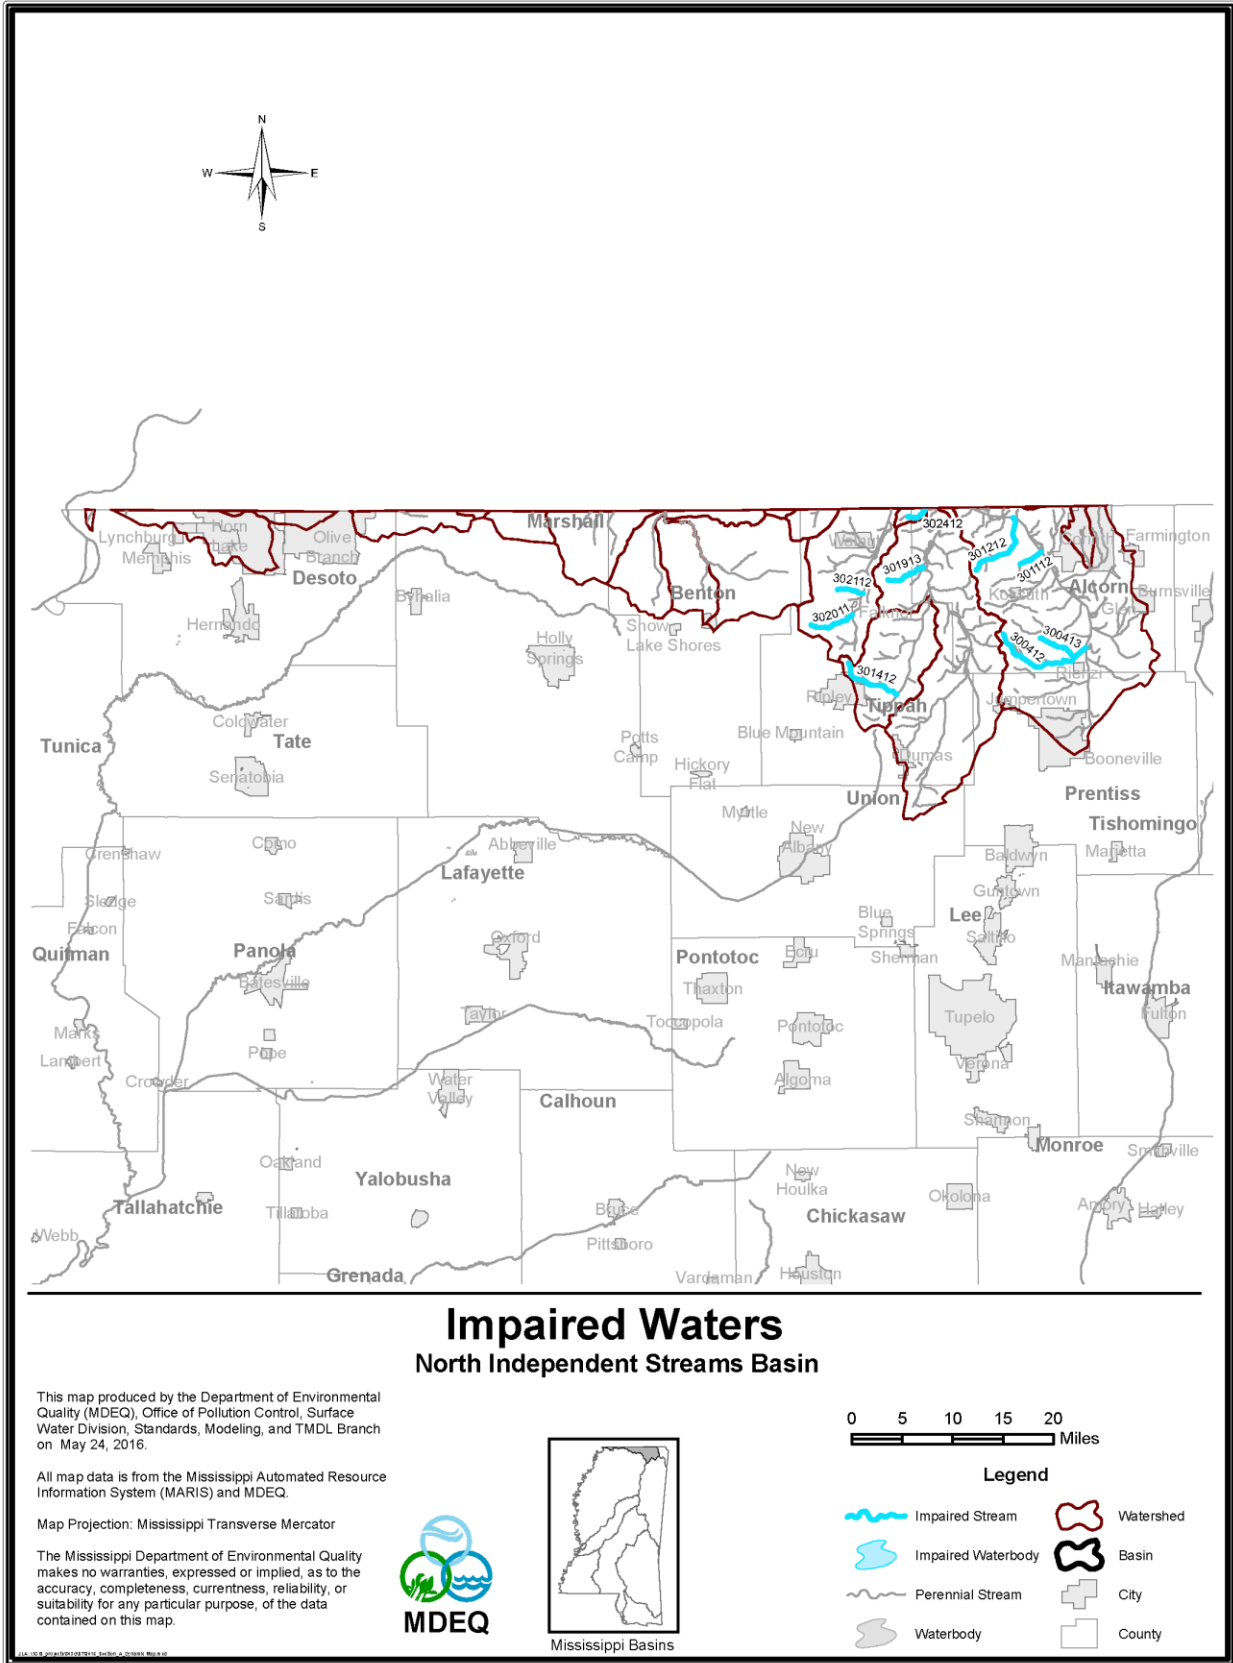 N
W
E
S
302412
301212
301112
301913
302112
302011
300412
300413
301412
Lynchburg
Horn
Lake
Memphis
Olive
Branch
Desoto
Marshall
Walnut
Corinth
Farmington
Benton
Alcorn
Burnsville
Kossuth
Glen
Byhalia
Hernando
Snow
Lake Shores
Holly
Springs
Falkner
Rienzi
Ripley
Tippah
Jumpertown
Coldwater
Tate
Tunica
Senatobia
Potts
Camp
Blue Mountain
Hickory
Flat
Dumas
Booneville
Union
Prentiss
Myrtle
New
Albany
Tishomingo
Marietta
Baldwyn
Crenshaw
Como
Abbeville
Lafayette
Sledge
Sardis
Guntown
Falcon
Blue
Springs
Lee
Saltillo
Quitman
Panola
Oxford
Pontotoc
Ecru
Sherman
Mantachie
Batesville
Thaxton
Itawamba
Fulton
Marks
Taylor
Toccopola
Pontotoc
Tupelo
Lambert
Pope
Verona
Crowder
Water
Valley
Algoma
Calhoun
Shannon
Monroe
Smithville
Oakland
Yalobusha
New
Houlka
Okolona
Tallahatchie
Tillatoba
Bruce
Chickasaw
Amory
Hatley
Webb
Pittsboro
Grenada
Vardaman
Houston
Impaired Waters
North Independent Streams Basin
This map produced by the Department of Environmental
Quality (MDEQ), Office of Pollution Control, Surface
Water Division, Standards, Modeling, and TMDL Branch
on May 24, 2016.
All map data is from the Mississippi Automated Resource
Information System (MARIS) and MDEQ.
Map Projection: Mississippi Transverse Mercator
The Mississippi Department of Environmental Quality
makes no warranties, expressed or implied, as to the
accuracy, completeness, currentness, reliability, or
suitability for any particular purpose, of the data
contained on this map.
MDEQ
Mississippi Basins
0 5 10 15 20
Miles
Legend
Impaired Stream
Watershed
Impaired Waterbody
Basin
Perennial Stream
City
Waterbody
County